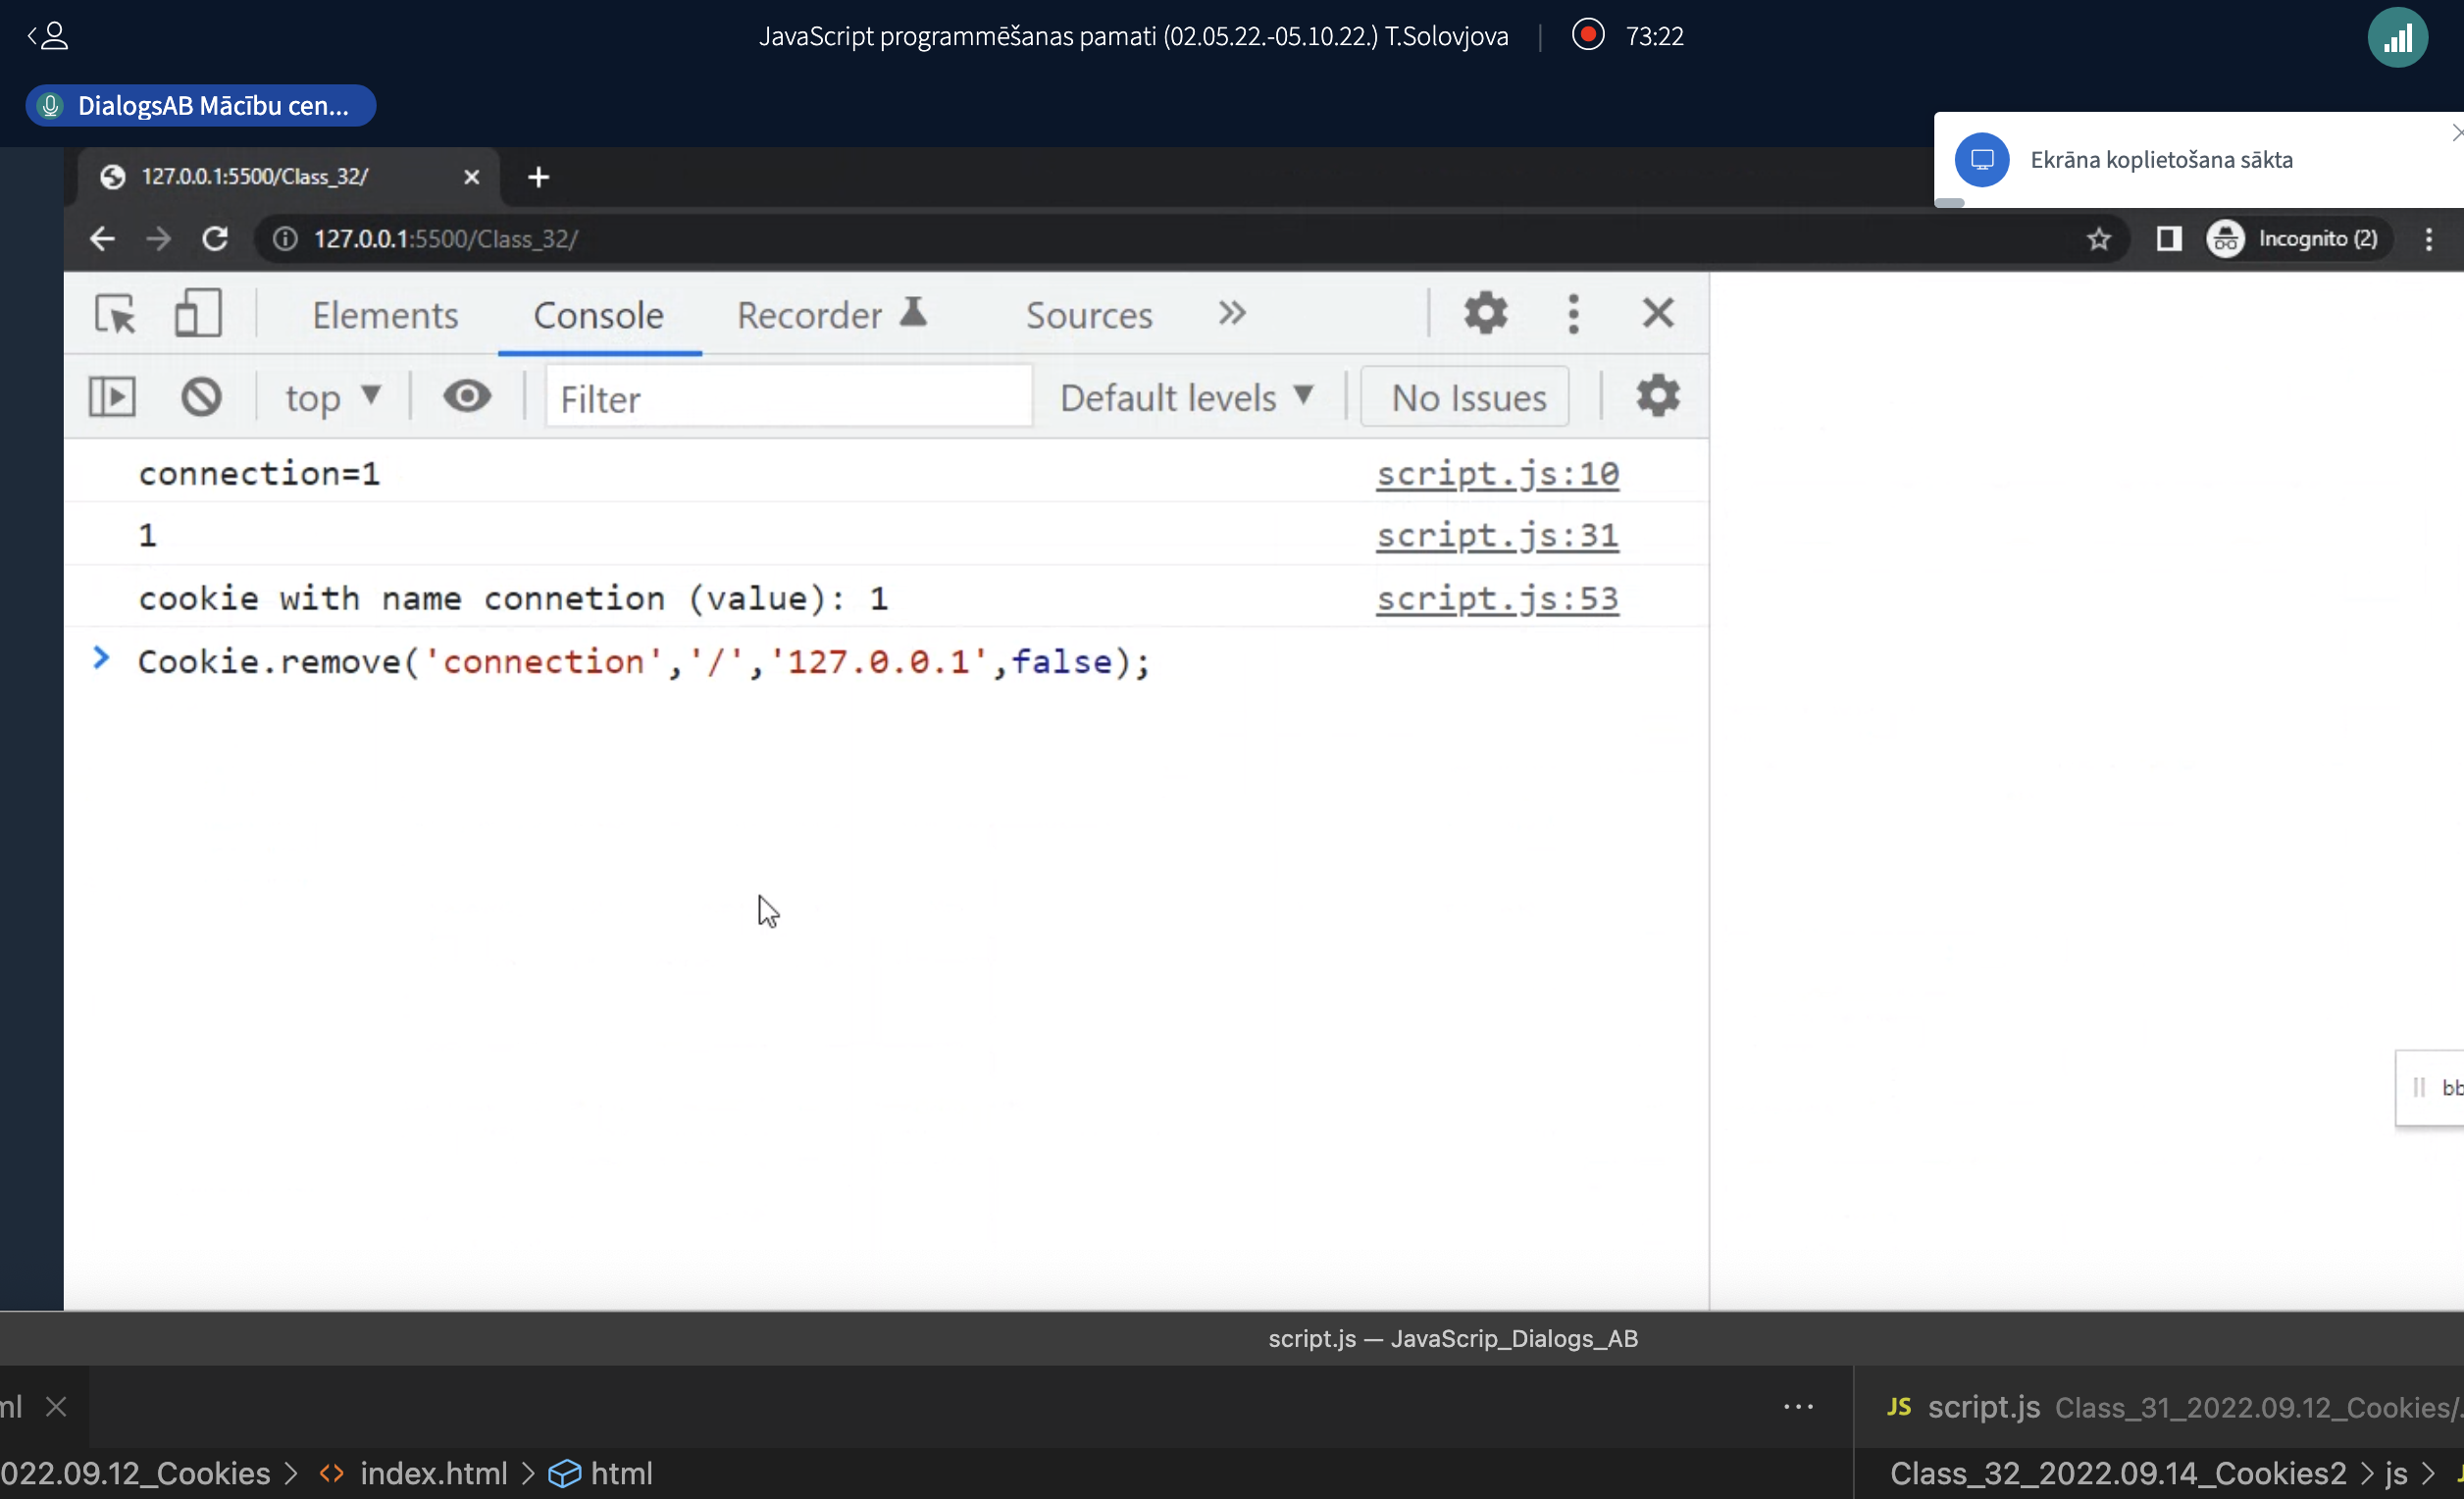 JavaScript programmēšanas pamati (02.05.22.-05.10.22.) T.Solovjova
73:22
DialogsAB Mācību cen...
Ekrāna koplietošana sākta
127.0.0.1:5500/Class_32/
127.0.0.1:5500/Class_32/
Incognito (2)
Elements Console Recorder Sources
top Filter Default levels No Issues
connection=1 script.js:10
1 script.js:31
cookie with name connetion (value): 1 script.js:53
Cookie.remove('connection','/','127.0.0.1',false);
bb
script.js — JavaScrip_Dialogs_AB
ml ... JS script.js Class_31_2022.09.12_Cookies/
022.09.12_Cookies > <> index.html > html Class_32_2022.09.14_Cookies2 > js >